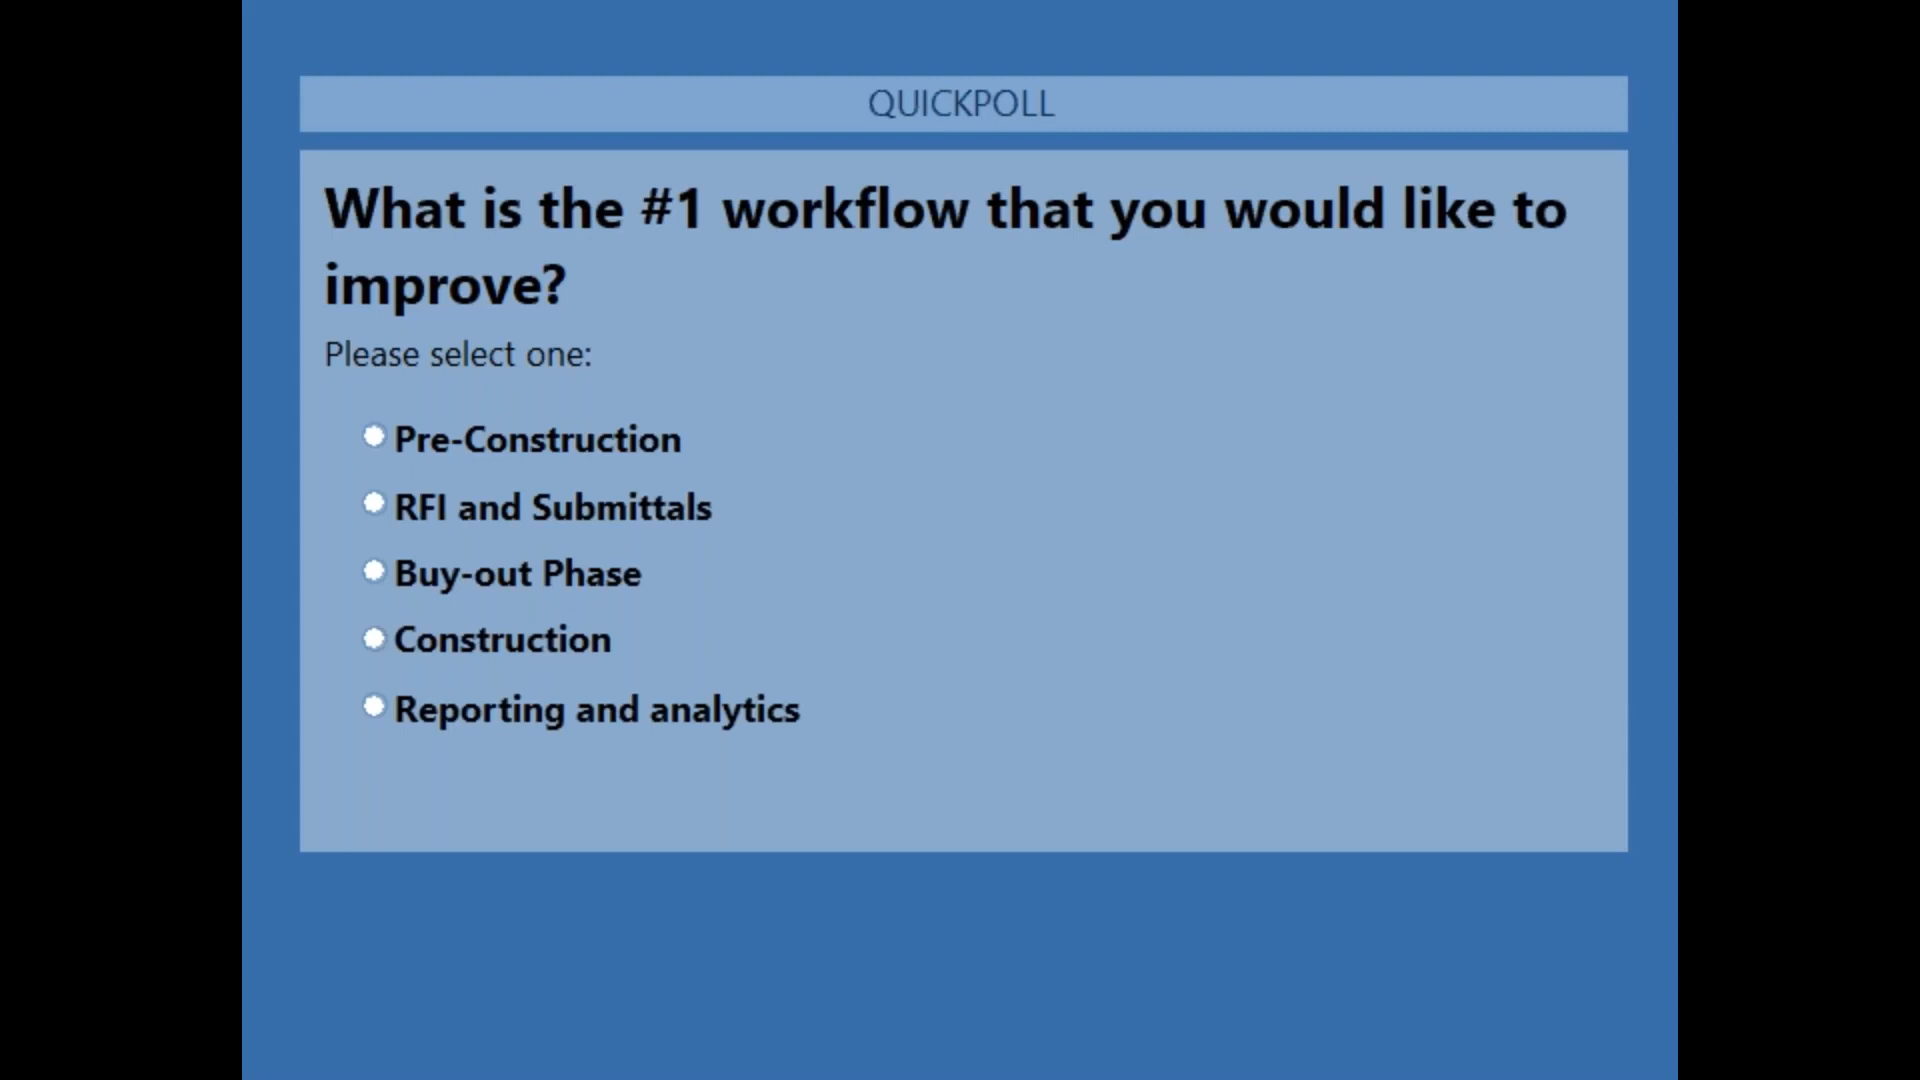 QUICKPOLL
What is the #1 workflow that you would like to
improve?
Please select one:
Pre-Construction
RFI and Submittals
Buy-out Phase
Construction
Reporting and analytics